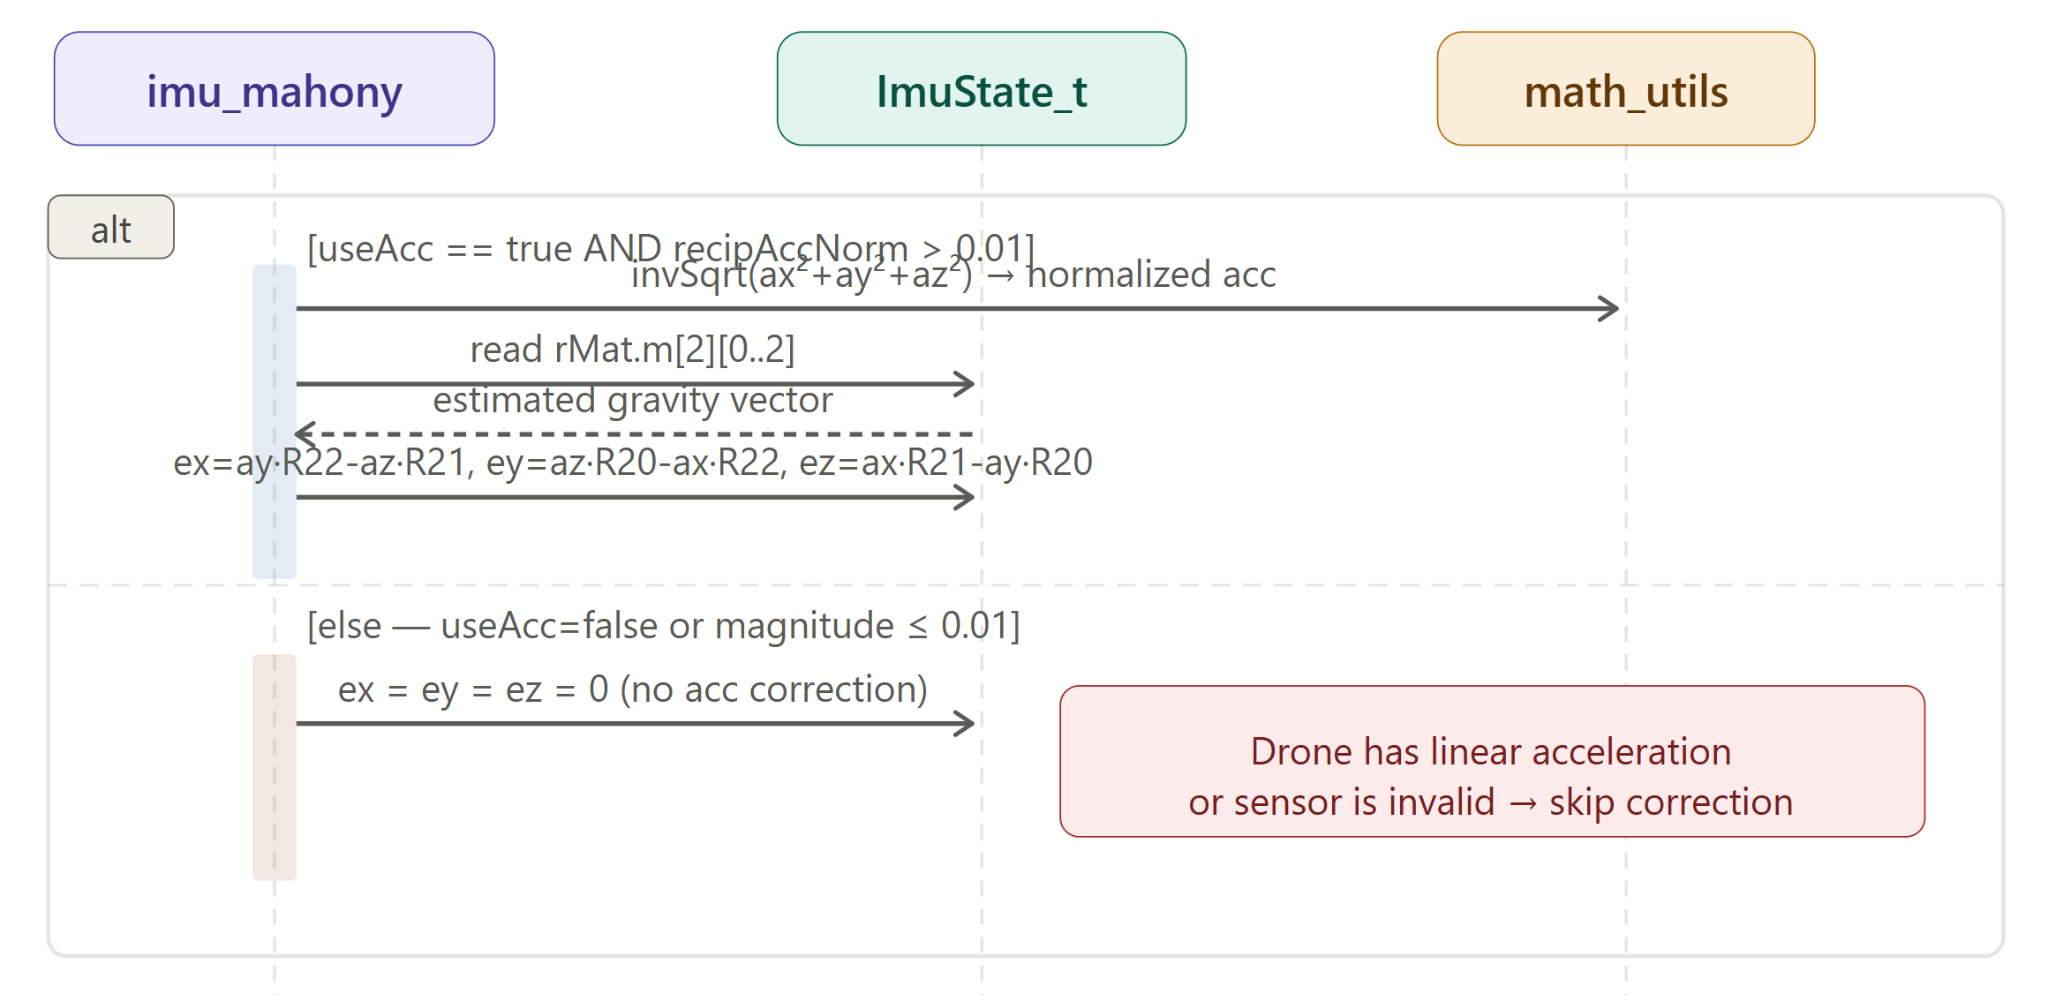 imu_mahony
ImuState_t
math_utils
alt
[useAcc == true AND recipAccNorm > 0.01]
invSqrt(ax²+ay²+az²) → normalized acc
read rMat.m[2][0..2]
estimated gravity vector
ex=ay·R22-az·R21, ey=az·R20-ax·R22, ez=ax·R21-ay·R20
[else — useAcc=false or magnitude ≤ 0.01]
ex = ey = ez = 0 (no acc correction)
Drone has linear acceleration
or sensor is invalid → skip correction